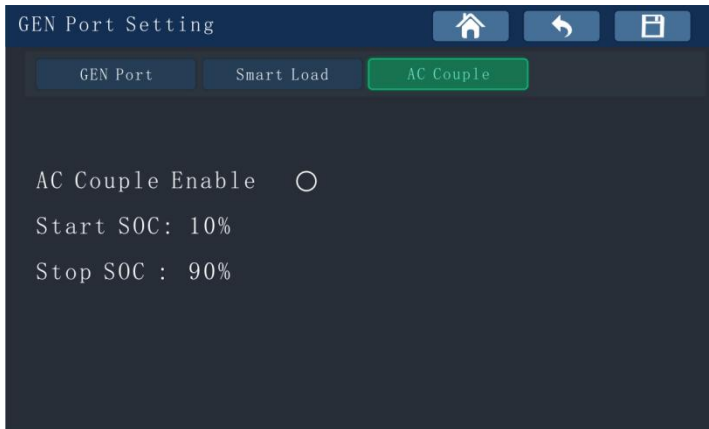 GEN Port Setting
GEN Port Smart Load AC Couple
AC Couple Enable
Start SOC: 10%
Stop SOC : 90%